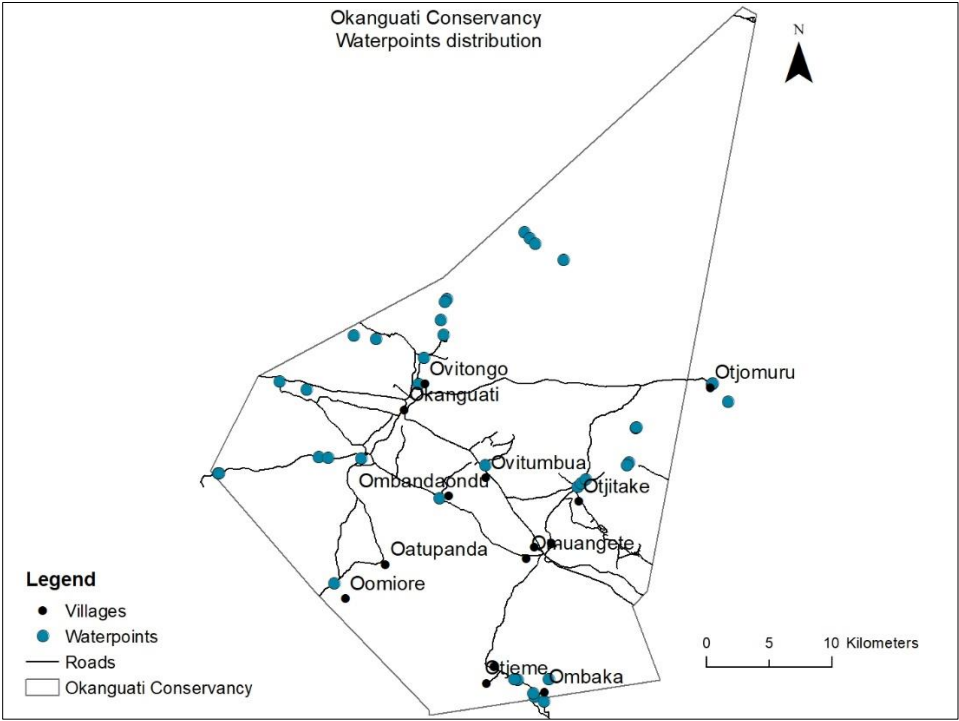 Okanguati Conservancy
Waterpoints distribution
N
Ovitongo
Otjomuru
Okanguati
Ovitumbua
Ombandaondu
Otjitake
Omuangete
Oatupanda
Oomiore
Legend
Villages
Waterpoints
Roads
Okanguati Conservancy
0 5 10 Kilometers
Otjeme
Ombaka